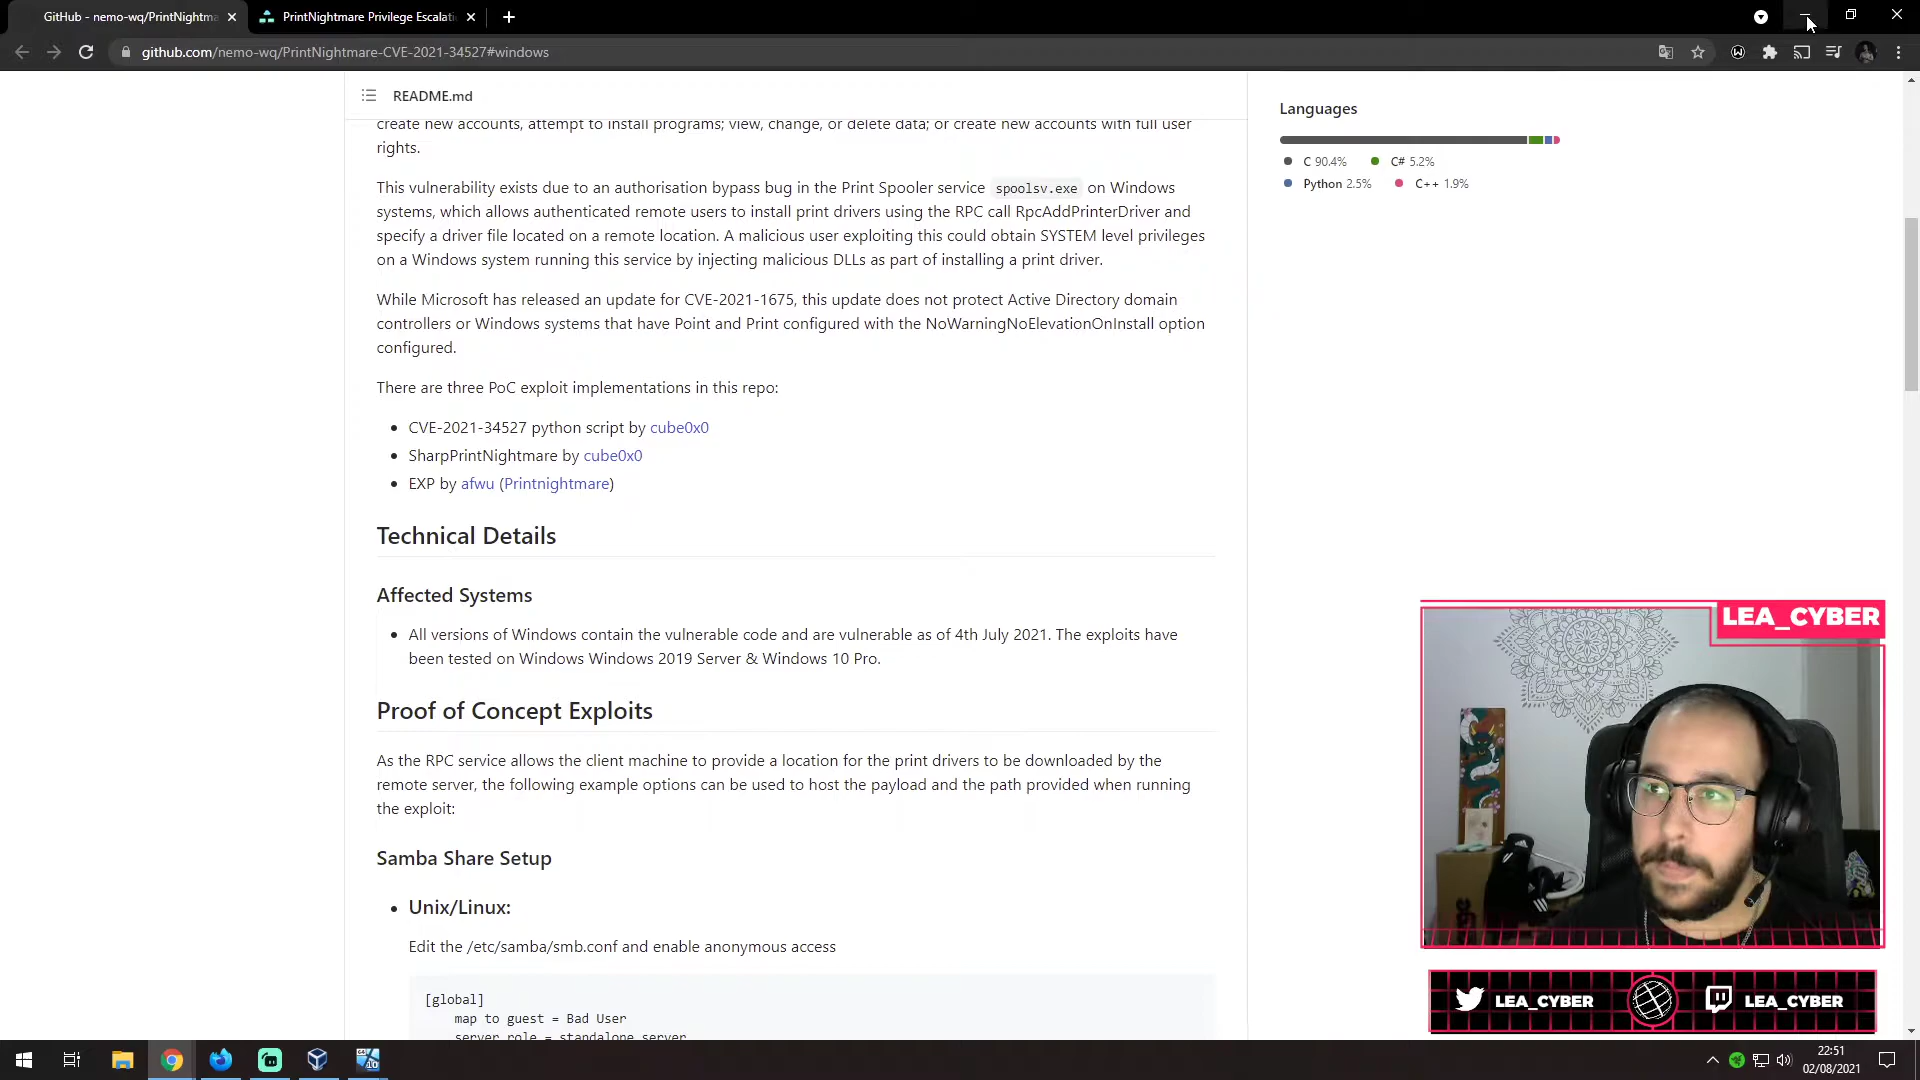 GitHub - nemo-wq/PrintNightma
PrintNightmare Privilege Escalati
github.com/nemo-wq/PrintNightmare-CVE-2021-34527#windows
README.md
create new accounts, attempt to install programs; view, change, or delete data; or create new accounts with full user
rights.
This vulnerability exists due to an authorisation bypass bug in the Print Spooler service spoolsv.exe on Windows
systems, which allows authenticated remote users to install print drivers using the RPC call RpcAddPrinterDriver and
specify a driver file located on a remote location. A malicious user exploiting this could obtain SYSTEM level privileges
on a Windows system running this service by injecting malicious DLLs as part of installing a print driver.
While Microsoft has released an update for CVE-2021-1675, this update does not protect Active Directory domain
controllers or Windows systems that have Point and Print configured with the NoWarningNoElevationOnInstall option
configured.
There are three PoC exploit implementations in this repo:
CVE-2021-34527 python script by cube0x0
SharpPrintNightmare by cube0x0
EXP by afwu (Printnightmare)
Technical Details
Affected Systems
All versions of Windows contain the vulnerable code and are vulnerable as of 4th July 2021. The exploits have
been tested on Windows Windows 2019 Server & Windows 10 Pro.
Proof of Concept Exploits
As the RPC service allows the client machine to provide a location for the print drivers to be downloaded by the
remote server, the following example options can be used to host the payload and the path provided when running
the exploit:
Samba Share Setup
Unix/Linux:
Edit the /etc/samba/smb.conf and enable anonymous access
[global]
map to guest = Bad User
server role = standalone server
Languages
C 90.4% C# 5.2%
Python 2.5% C++ 1.9%
LEA_CYBER
LEA_CYBER LEA_CYBER
22:51
02/08/2021